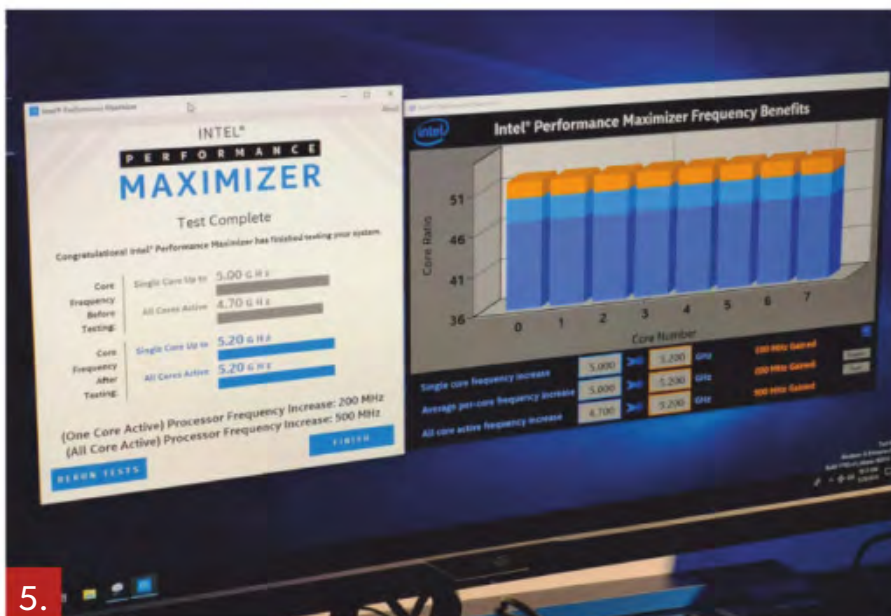 Intel® Performance Maximizer
About
INTEL®
PERFORMANCE
MAXIMIZER
Test Complete
Congratulations! Intel® Performance Maximizer has finished testing your system.
Core
Frequency
Before
Testing:
Single Core Up to 5.00 GHz
All Cores Active 4.70 GHz
Core
Frequency
After
Testing:
Single Core Up to 5.20 GHz
All Cores Active 5.20 GHz
(One Core Active) Processor Frequency Increase: 200 MHz
(All Core Active) Processor Frequency Increase: 500 MHz
RERUN TESTS
FINISH
intel
Intel® Performance Maximizer Frequency Benefits
Core Ratio
51
46
41
36
0 1 2 3 4 5 6 7
Core Number
Single core frequency increase 5.000 5.200 GHz 200 MHz Gained
Average per-core frequency increase 5.000 5.200 GHz 200 MHz Gained
All core active frequency increase 4.700 5.200 GHz 500 MHz Gained
5.